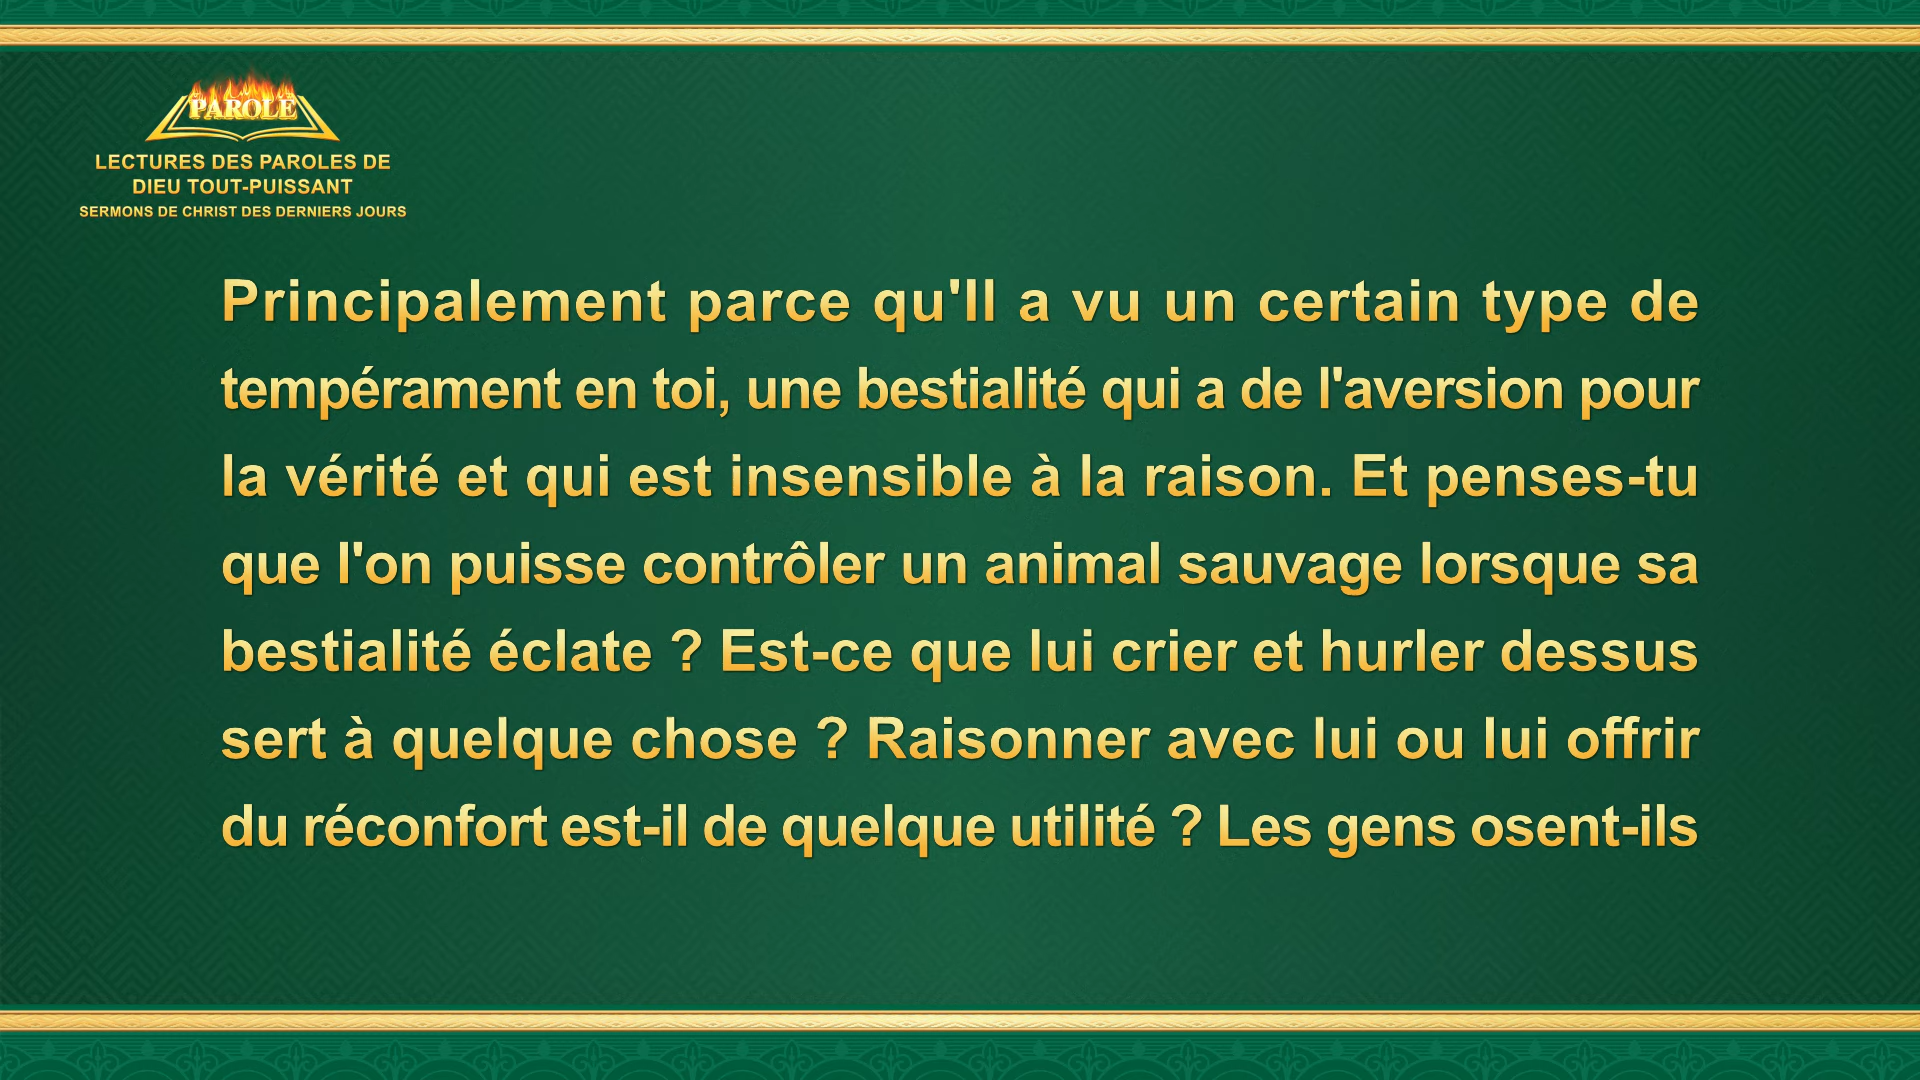 PAROLE
LECTURES DES PAROLES DE
DIEU TOUT-PUISSANT
SERMONS DE CHRIST DES DERNIERS JOURS
Principalement parce qu'Il a vu un certain type de
tempérament en toi, une bestialité qui a de l'aversion pour
la vérité et qui est insensible à la raison. Et penses-tu
que l'on puisse contrôler un animal sauvage lorsque sa
bestialité éclate ? Est-ce que lui crier et hurler dessus
sert à quelque chose ? Raisonner avec lui ou lui offrir
du réconfort est-il de quelque utilité ? Les gens osent-ils